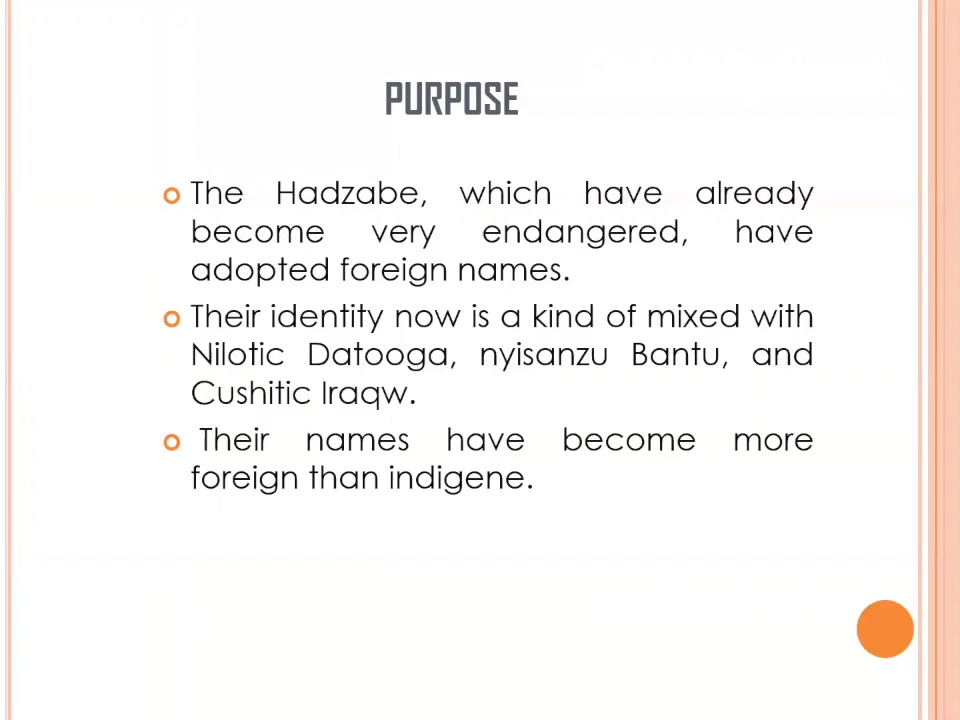 PURPOSE
The Hadzabe, which have already
become very endangered, have
adopted foreign names.
Their identity now is a kind of mixed with
Nilotic Datooga, nyisanzu Bantu, and
Cushitic Iraqw.
Their names have become more
foreign than indigene.